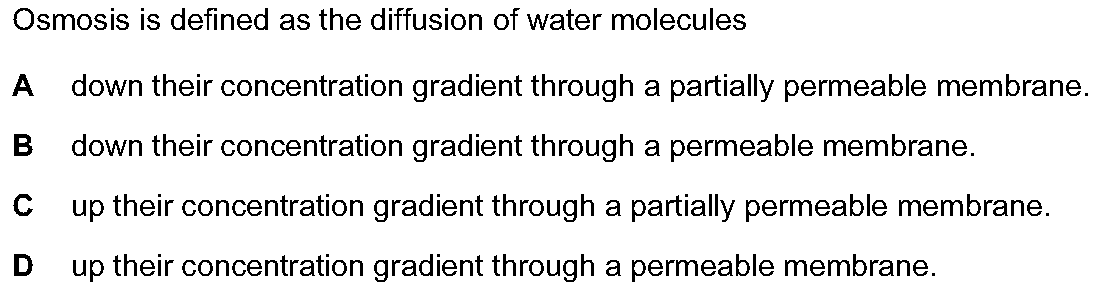 Osmosis is defined as the diffusion of water molecules
A down their concentration gradient through a partially permeable membrane.
B down their concentration gradient through a permeable membrane.
C up their concentration gradient through a partially permeable membrane.
D up their concentration gradient through a permeable membrane.